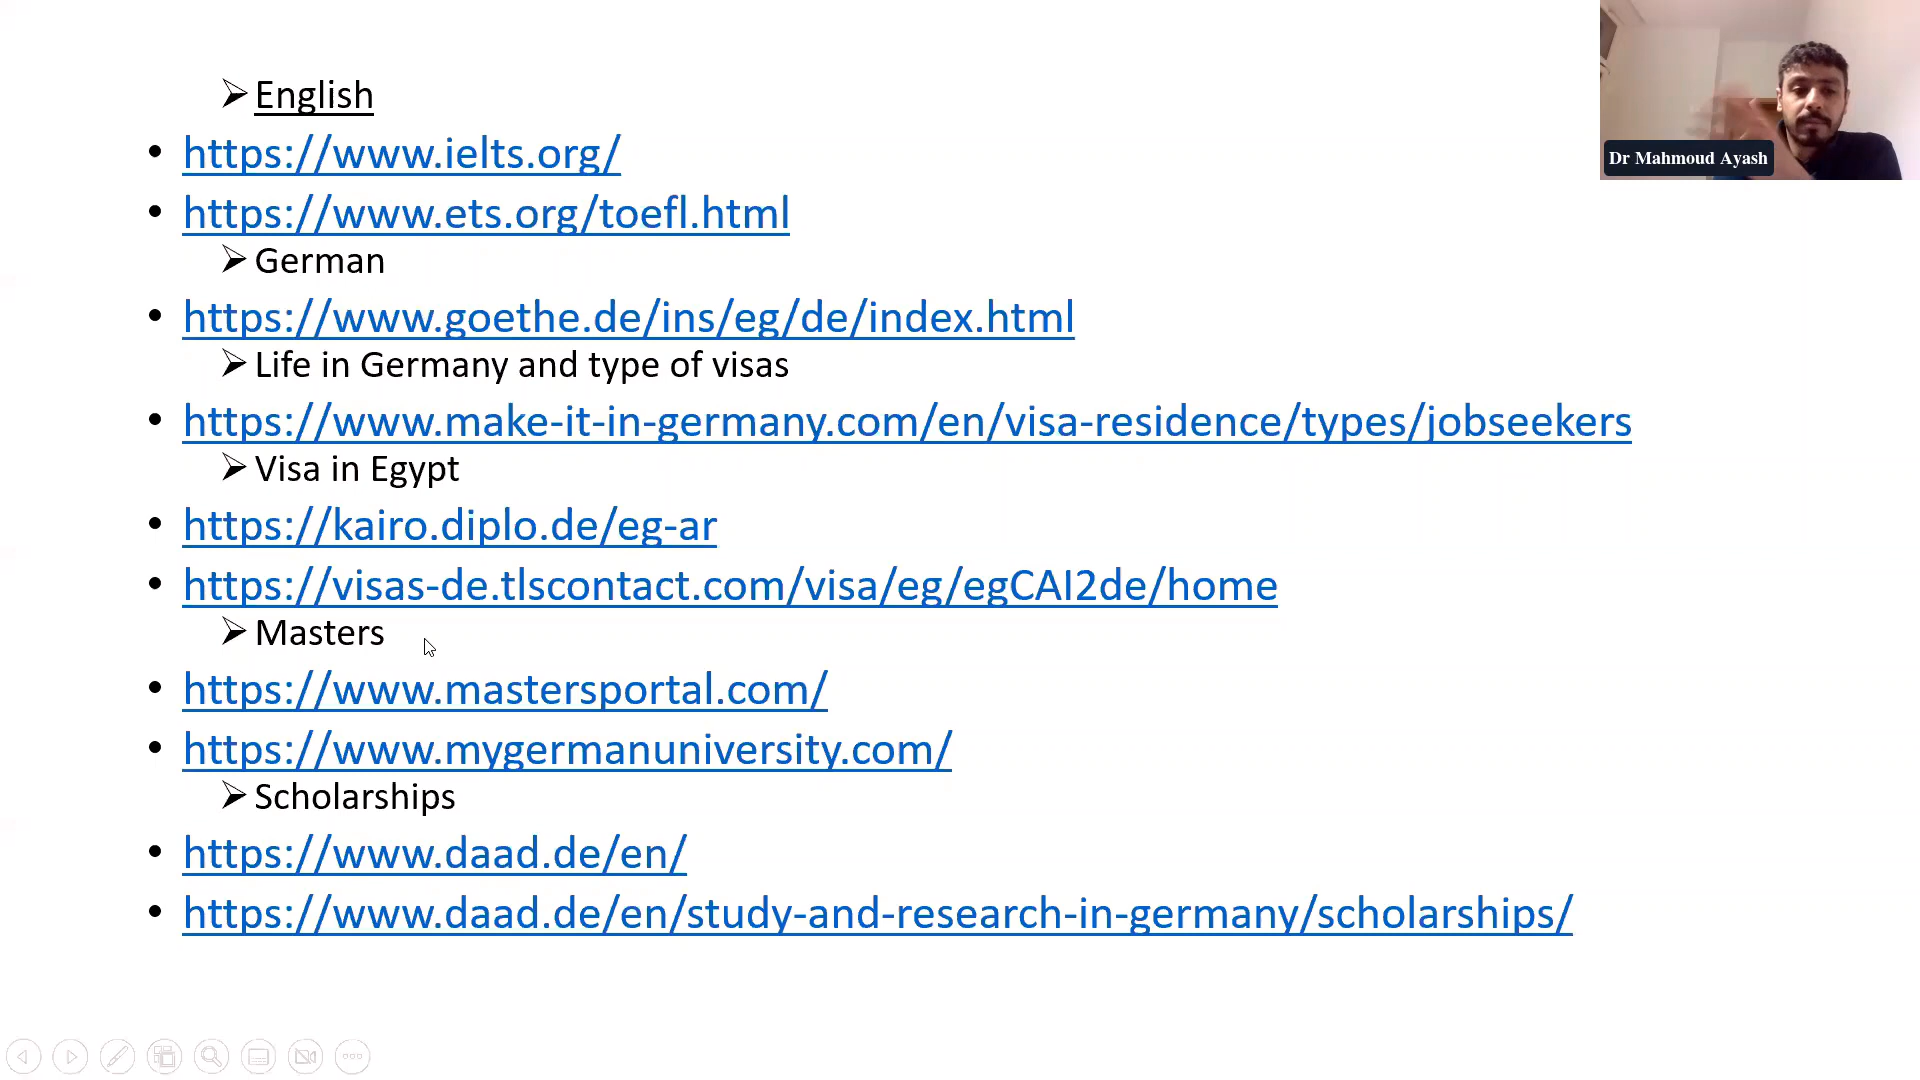 English
https://www.ielts.org/
https://www.ets.org/toefl.html
German
https://www.goethe.de/ins/eg/de/index.html
Life in Germany and type of visas
https://www.make-it-in-germany.com/en/visa-residence/types/jobseekers
Visa in Egypt
https://kairo.diplo.de/eg-ar
https://visas-de.tlscontact.com/visa/eg/egCAI2de/home
Masters
https://www.mastersportal.com/
https://www.mygermanuniversity.com/
Scholarships
https://www.daad.de/en/
https://www.daad.de/en/study-and-research-in-germany/scholarships/
Dr Mahmoud Ayash